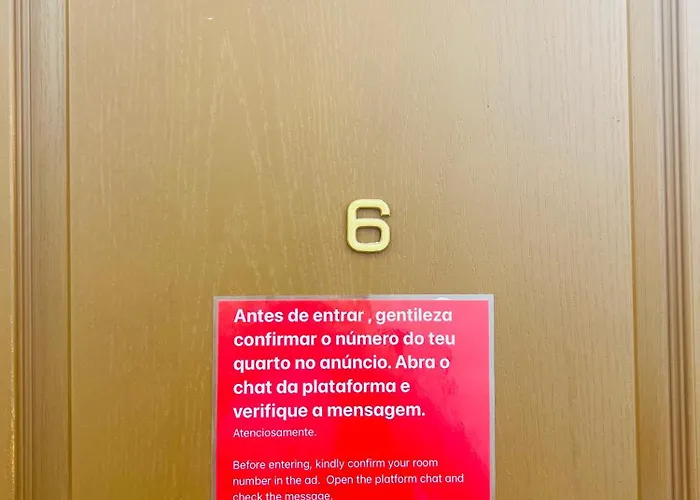 6
Antes de entrar , gentileza
confirmar o número do teu
quarto no anúncio. Abra o
chat da plataforma e
verifique a mensagem.
Atenciosamente.
Before entering, kindly confirm your room
number in the ad. Open the platform chat and
check the message.